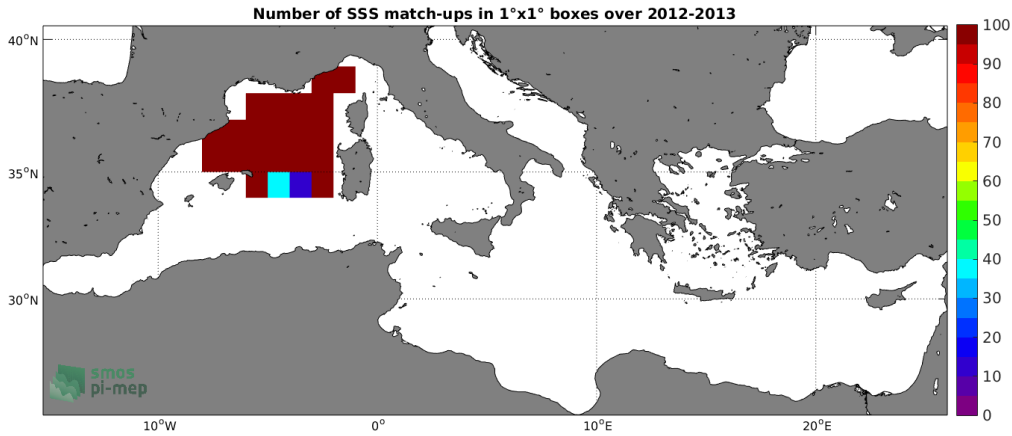 Number of SSS match-ups in 1°x1° boxes over 2012-2013
40°N
35°N
30°N
10°W
0°
10°E
20°E
100
90
80
70
60
50
40
30
20
10
0
smos
pi-mep